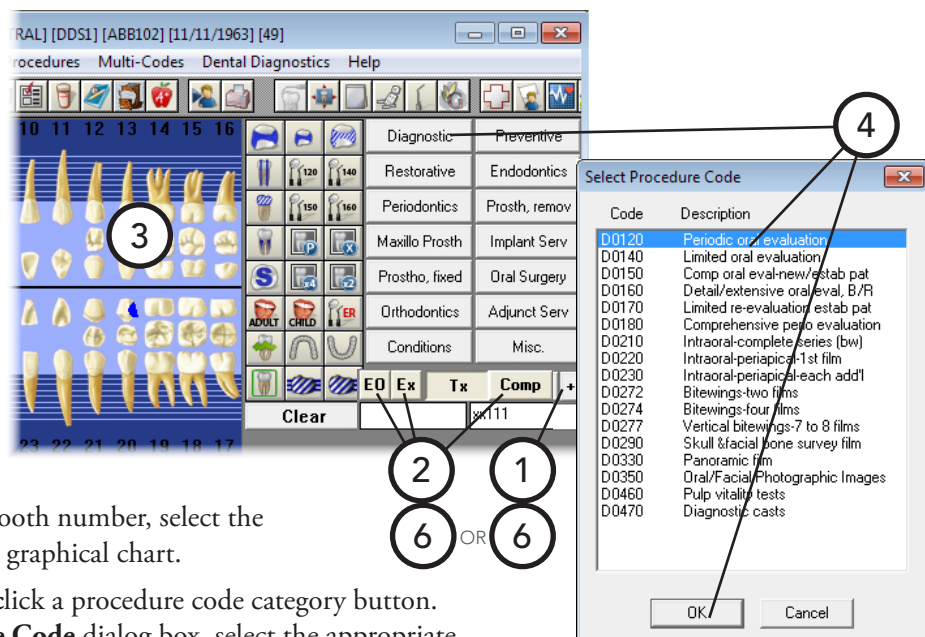 RAL] [DDS1] [ABB102] [11/11/1963] [49]
rocedures Multi-Codes Dental Diagnostics Help
10 11 12 13 14 15 16
Diagnostic Preventive
120 140 Restorative Endodontics
150 160 Periodontics Prosth, remov
P X Maxillo Prosth Implant Serv
S x4 x2 Prostho, fixed Oral Surgery
ADULT CHILD ER Orthodontics Adjunct Serv
Conditions Misc.
EO Ex Tx Comp +
Clear xx111
23 22 21 20 19 18 17
3
4
2 1
6 OR 6
Select Procedure Code
Code Description
D0120 Periodic oral evaluation
D0140 Limited oral evaluation
D0150 Comp oral eval-new/estab pat
D0160 Detail/extensive oral eval, B/R
D0170 Limited re-evaluation estab pat
D0180 Comprehensive perio evaluation
D0210 Intraoral-complete series (bw)
D0220 Intraoral-periapical-1st film
D0230 Intraoral-periapical-each add'l
D0272 Bitewings-two films
D0274 Bitewings-four films
D0277 Vertical bitewings-7 to 8 films
D0290 Skull &facial bone survey film
D0330 Panoramic film
D0350 Oral/Facial Photographic Images
D0460 Pulp vitality tests
D0470 Diagnostic casts
OK Cancel
ooth number, select the
graphical chart.
click a procedure code category button.
e Code dialog box, select the appropriate